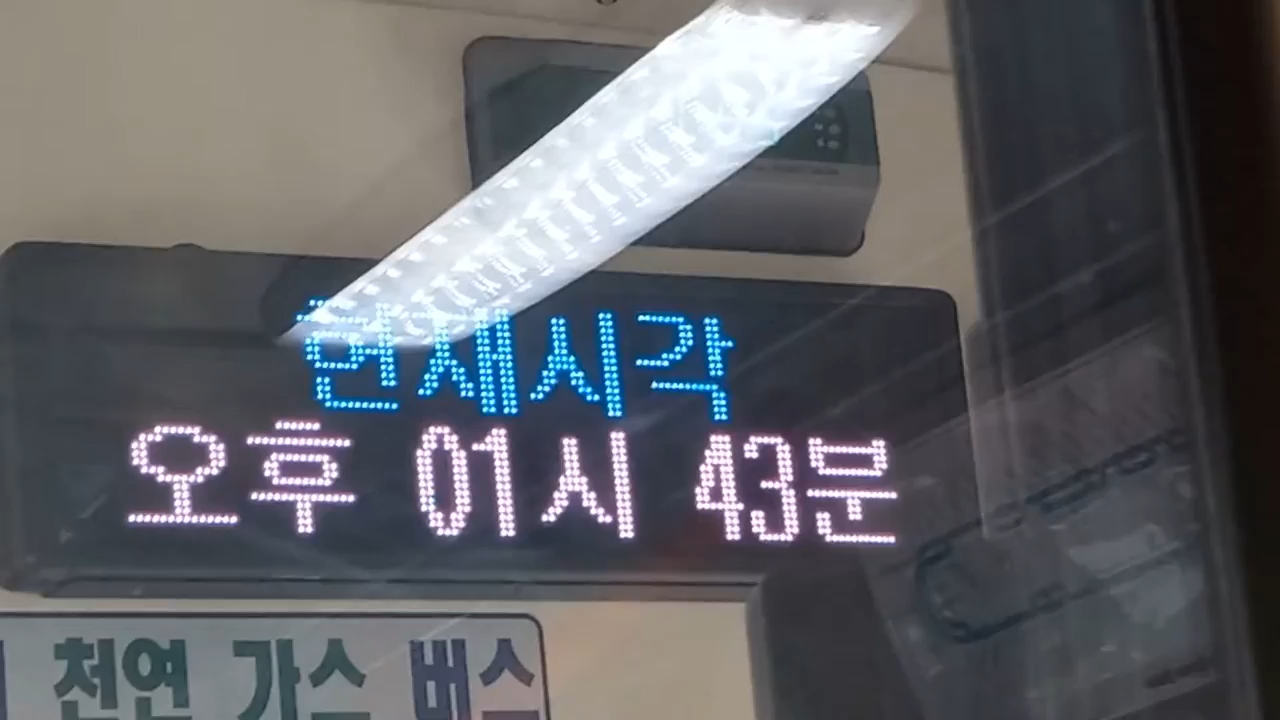 현재시각
오후 01시 43분
천연 가스 버스